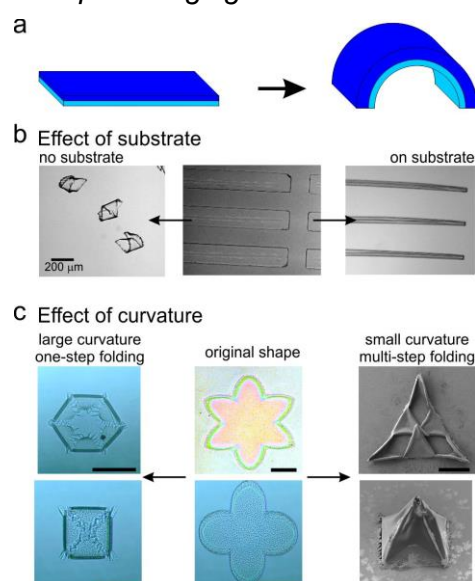 a
b Effect of substrate
no substrate
on substrate
200 μm
c Effect of curvature
large curvature
one-step folding
original shape
small curvature
multi-step folding